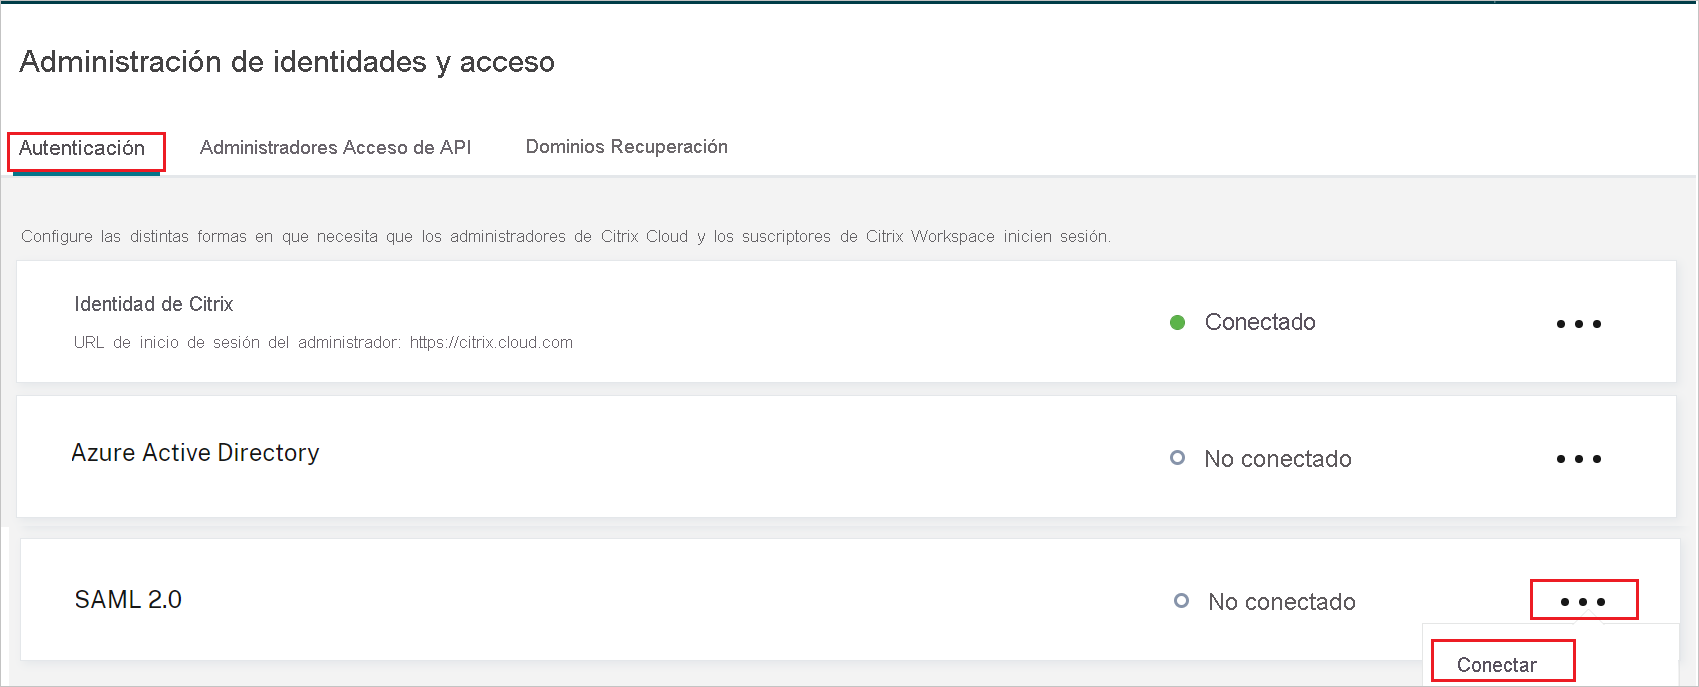 Administración de identidades y acceso
Autenticación Administradores Acceso de API Dominios Recuperación
Configure las distintas formas en que necesita que los administradores de Citrix Cloud y los suscriptores de Citrix Workspace inicien sesión.
Identidad de Citrix
URL de inicio de sesión del administrador: https://citrix.cloud.com
Conectado
Azure Active Directory
No conectado
SAML 2.0
No conectado
Conectar